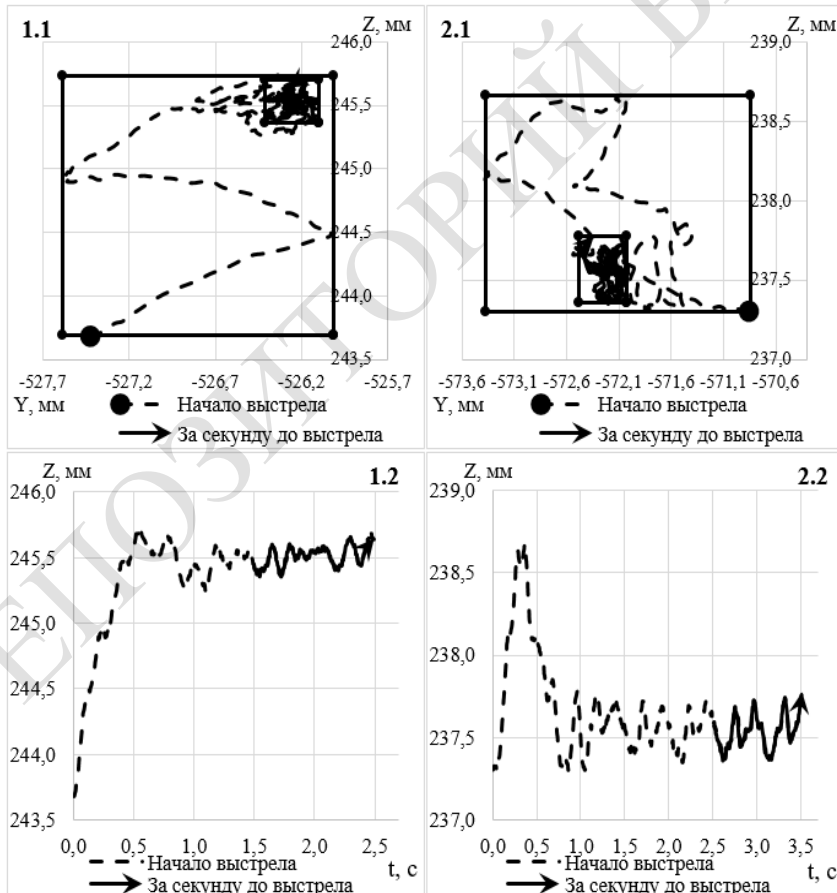 1.1 Z, мм
246,0
245,5
245,0
244,5
244,0
243,5
-527,7 -527,2 -526,7 -526,2 -525,7
Y, мм Начало выстрела
За секунду до выстрела
2.1 Z, мм
239,0
238,5
238,0
237,5
237,0
-573,6 -573,1 -572,6 -572,1 -571,6 -571,1 -570,6
Y, мм Начало выстрела
За секунду до выстрела
Z, мм 1.2
246,0
245,5
245,0
244,5
244,0
243,5
0,0 0,5 1,0 1,5 2,0 2,5
Начало выстрела t, с
За секунду до выстрела
Z, мм 2.2
239,0
238,5
238,0
237,5
237,0
0,0 0,5 1,0 1,5 2,0 2,5 3,0 3,5
Начало выстрела t, с
За секунду до выстрела